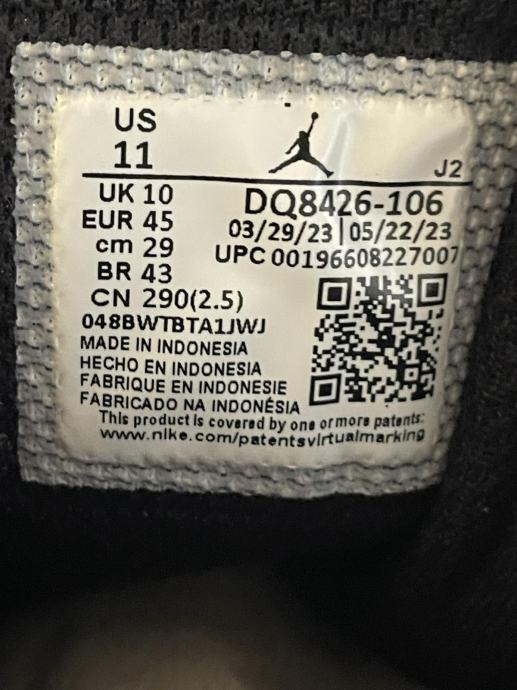 US
11
J2
UK 10
DQ8426-106
EUR 45
03/29/23|05/22/23
cm 29
UPC 00196608227007
BR 43
CN 290(2.5)
048BWTBTA1JWJ
MADE IN INDONESIA
HECHO EN INDONESIA
FABRIQUE EN INDONESIE
FABRICADO NA INDONÉSIA
This product is covered by one or more patents:
www.nike.com/patentsvirtualmarking